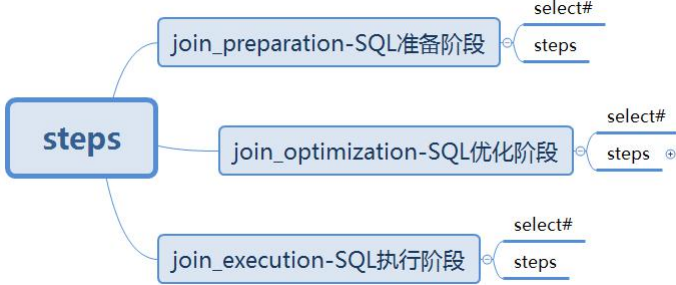 steps
join_preparation-SQL准备阶段
select#
steps
join_optimization-SQL优化阶段
select#
steps
join_execution-SQL执行阶段
select#
steps